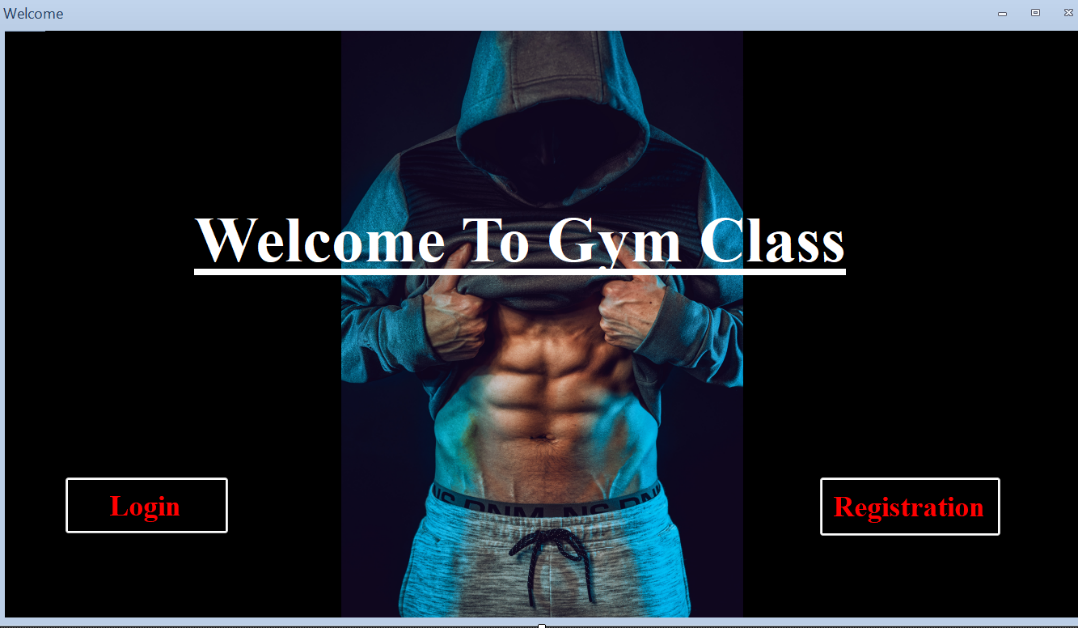 Welcome
Welcome To Gym Class
Login
Registration